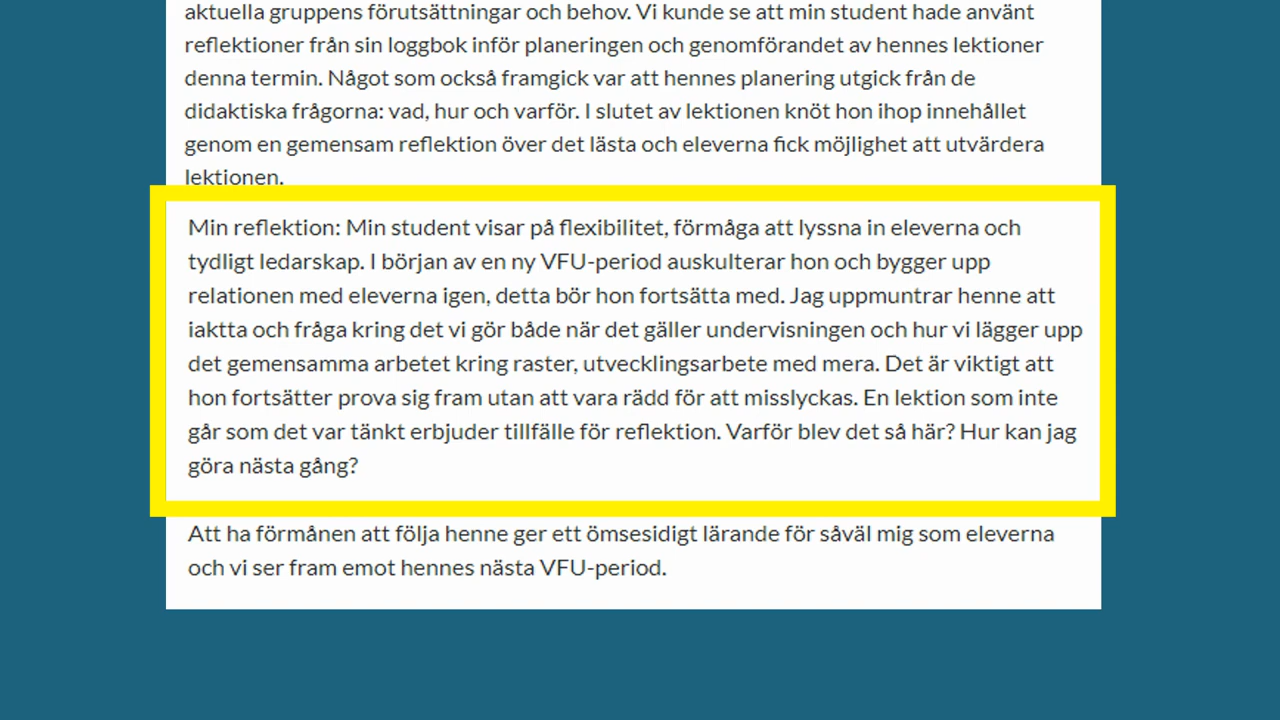 aktuella gruppens förutsättningar och behov. Vi kunde se att min student hade använt
reflektioner från sin loggbok inför planeringen och genomförandet av hennes lektioner
denna termin. Något som också framgick var att hennes planering utgick från de
didaktiska frågorna: vad, hur och varför. I slutet av lektionen knöt hon ihop innehållet
genom en gemensam reflektion över det lästa och eleverna fick möjlighet att utvärdera
lektionen.
Min reflektion: Min student visar på flexibilitet, förmåga att lyssna in eleverna och
tydligt ledarskap. I början av en ny VFU-period auskulterar hon och bygger upp
relationen med eleverna igen, detta bör hon fortsätta med. Jag uppmuntrar henne att
iaktta och fråga kring det vi gör både när det gäller undervisningen och hur vi lägger upp
det gemensamma arbetet kring raster, utvecklingsarbete med mera. Det är viktigt att
hon fortsätter prova sig fram utan att vara rädd för att misslyckas. En lektion som inte
går som det var tänkt erbjuder tillfälle för reflektion. Varför blev det så här? Hur kan jag
göra nästa gång?
Att ha förmånen att följa henne ger ett ömsesidigt lärande för såväl mig som eleverna
och vi ser fram emot hennes nästa VFU-period.